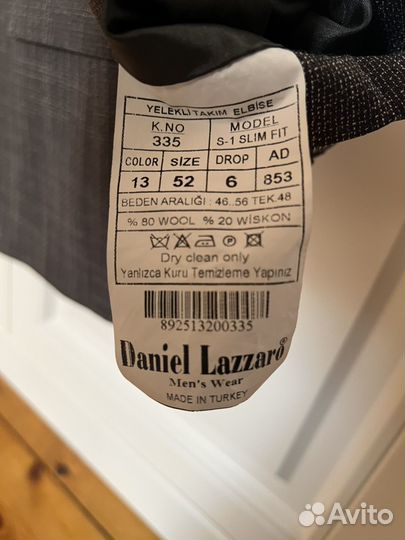 YELEKLİ TAKIM ELBİSE
K.NO MODEL
335 S-1 SLIM FIT
COLOR SIZE DROP AD
13 52 6 853
BEDEN ARALIĞI : 46..56 TEK.48
% 80 WOOL % 20 WISKON
Dry clean only
Yanlızca Kuru Temizleme Yapınız
892513200335
Daniel Lazzaro®
Men's Wear
MADE IN TURKEY
Avito